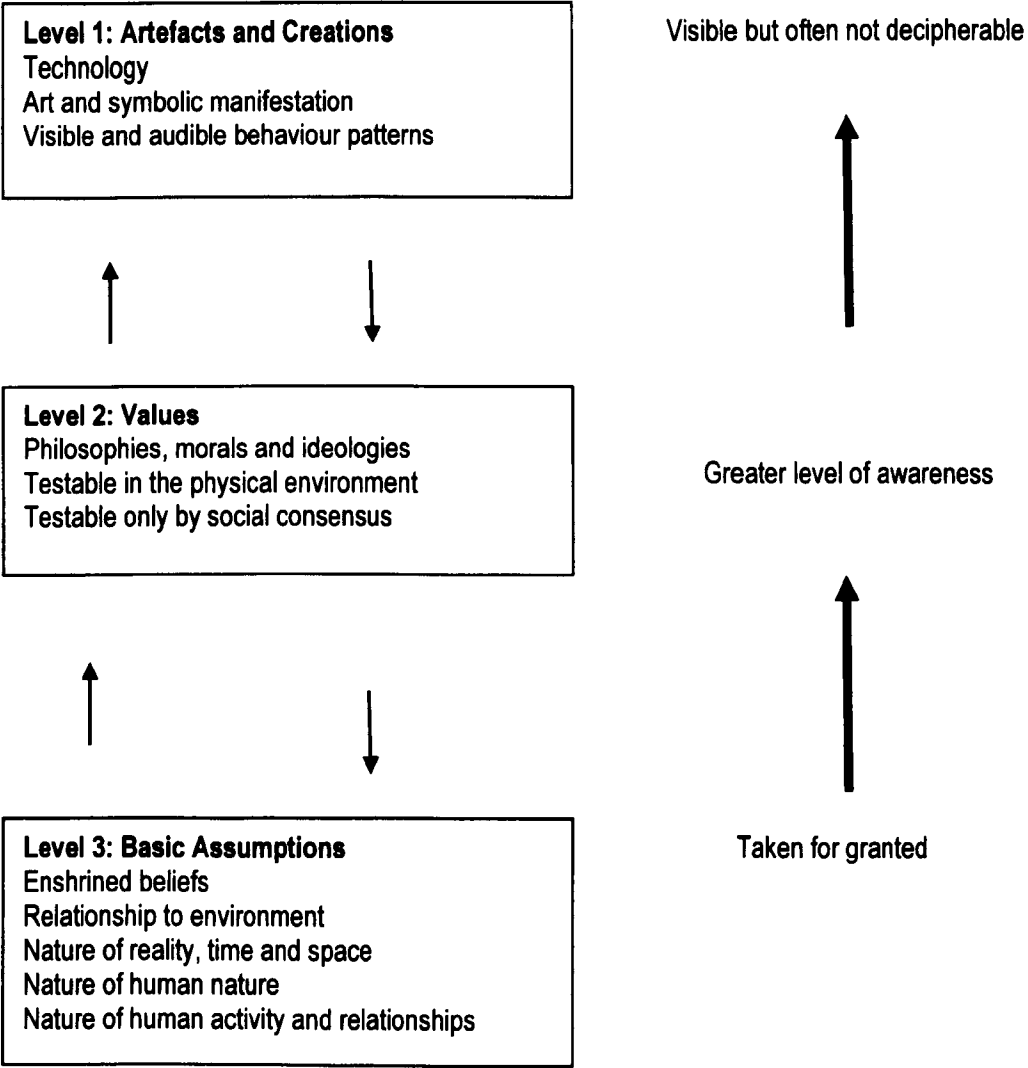 Level 1: Artefacts and Creations
Technology
Art and symbolic manifestation
Visible and audible behaviour patterns
Visible but often not decipherable
Level 2: Values
Philosophies, morals and ideologies
Testable in the physical environment
Testable only by social consensus
Greater level of awareness
Level 3: Basic Assumptions
Enshrined beliefs
Relationship to environment
Nature of reality, time and space
Nature of human nature
Nature of human activity and relationships
Taken for granted